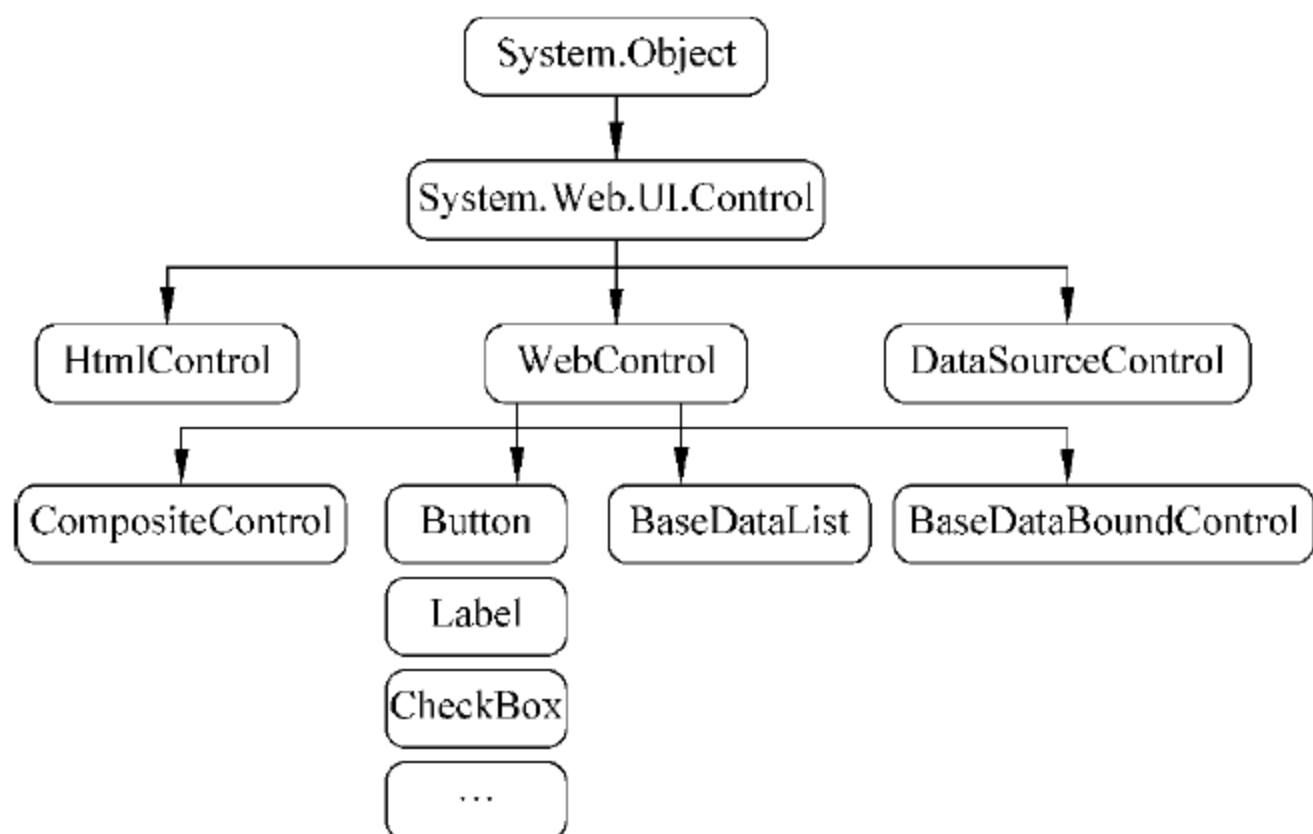 System.Object
System.Web.UI.Control
HtmlControl
WebControl
DataSourceControl
CompositeControl
Button
BaseDataList
BaseDataBoundControl
Label
CheckBox
…